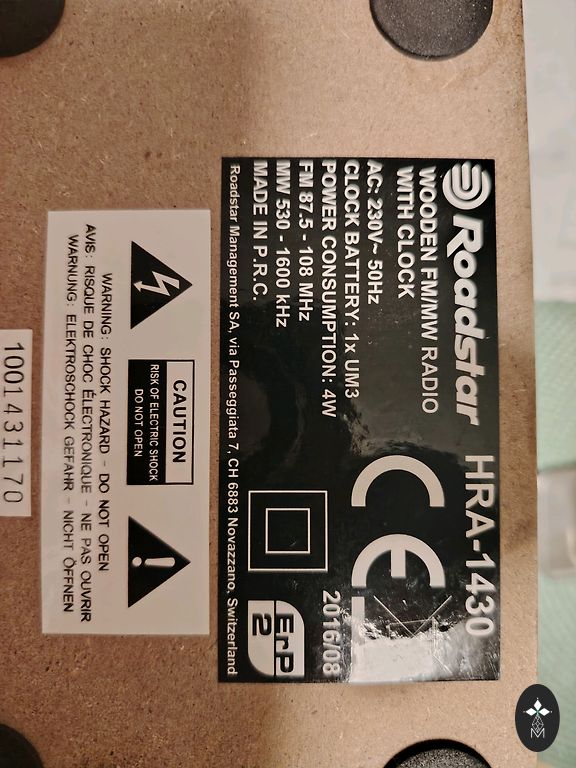 Roadstar HRA-1430
WOODEN FM/MW RADIO
WITH CLOCK
AC: 230V~ 50Hz
CLOCK BATTERY: 1x UM3
POWER CONSUMPTION: 4W
FM 87.5 - 108 MHz
MW 530 - 1600 kHz
MADE IN P.R.C.
CE
2016/08
ErP
2
Roadstar Management SA, via Passeggiata 7, CH 6883 Novazzano, Switzerland
CAUTION
RISK OF ELECTRIC SHOCK
DO NOT OPEN
WARNING: SHOCK HAZARD - DO NOT OPEN
AVIS: RISQUE DE CHOC ÉLECTRONIQUE - NE PAS OUVRIR
WARNUNG: ELEKTROSCHOCK GEFAHR - NICHT ÖFFNEN
1001431170
M